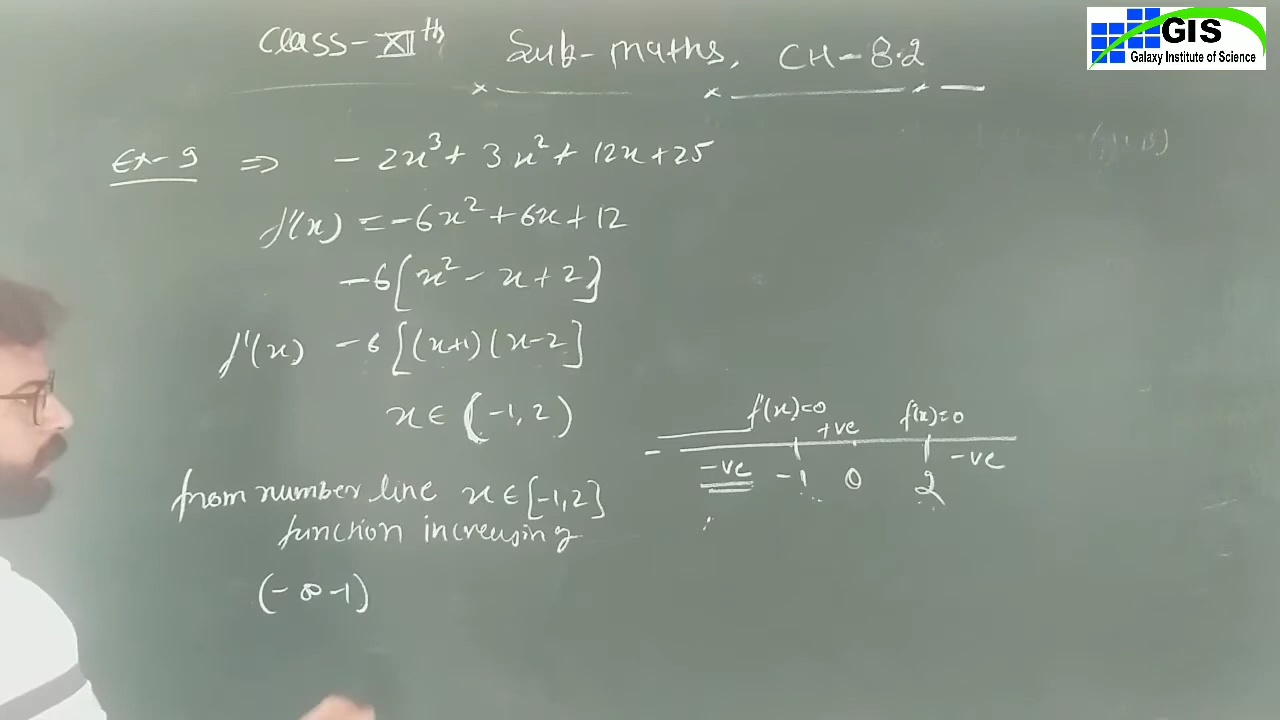 Class-XIIth Sub-maths, CH-8.2
GIS
Galaxy Institute of Science
Ex-9 ⇒ -2x³+3x²+12x+25
f'(x) = -6x²+6x+12
-6[x²-x+2]
f'(x) -6[(x+1)(x-2]
x∈(-1,2)
f'(x)=0 f'(x)=0
+ve
- -ve -1 0 2 -ve
from number line x∈[-1,2]
function increasing
(-∞ -1)